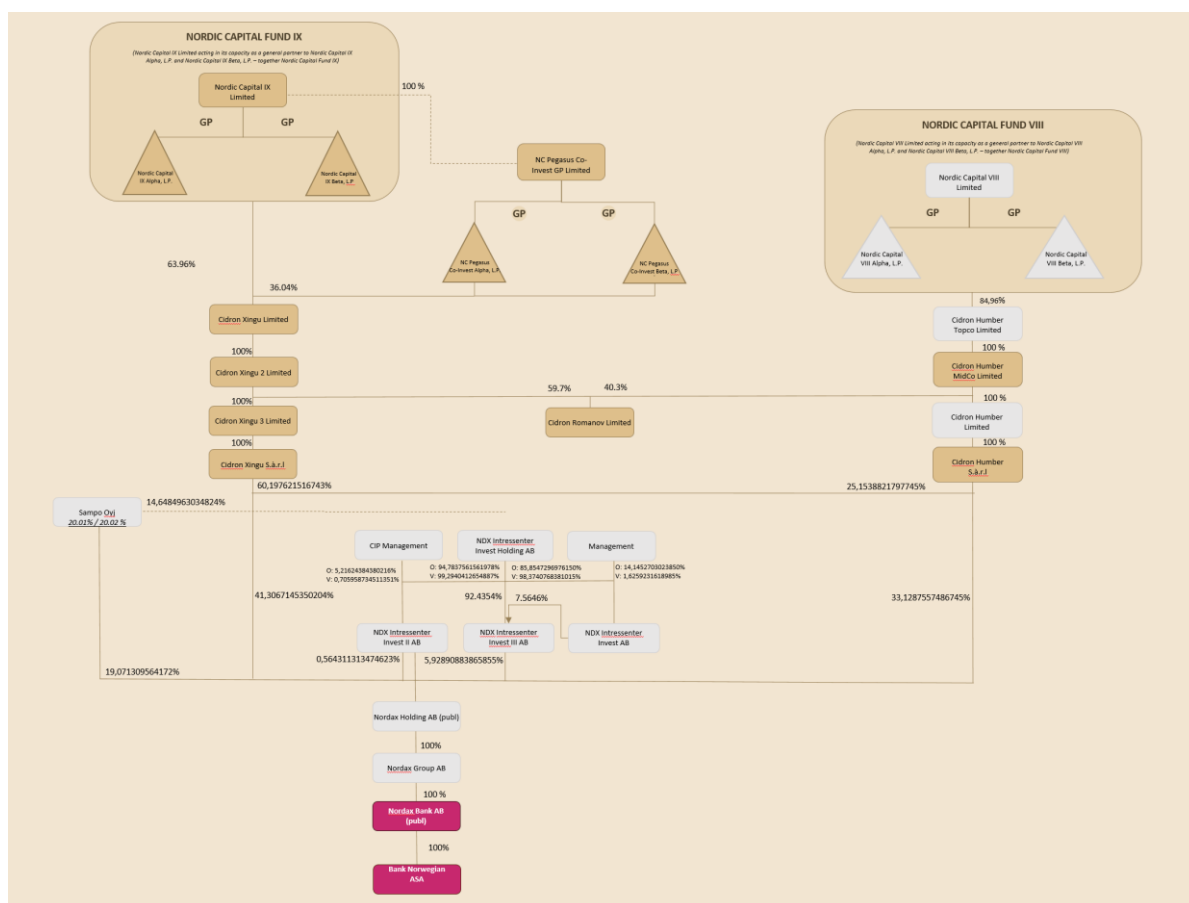 NORDIC CAPITAL FUND IX
(Nordic Capital IX Limited acting in its capacity as a general partner to Nordic Capital IX
Alpha, L.P. and Nordic Capital IX Beta, L.P. – together Nordic Capital Fund IX)
Nordic Capital IX
Limited
100 %
GP
GP
Nordic Capital
IX Alpha, L.P.
Nordic Capital
IX Beta, L.P.
NC Pegasus Co-
Invest GP Limited
GP
GP
NC Pegasus
Co-Invest Alpha, L.P.
NC Pegasus
Co-Invest Beta, L.P.
NORDIC CAPITAL FUND VIII
(Nordic Capital VIII Limited acting in its capacity as a general partner to Nordic Capital VIII
Alpha, L.P. and Nordic Capital VIII Beta, L.P. – together Nordic Capital Fund VIII)
Nordic Capital VIII
Limited
GP
GP
Nordic Capital
VIII Alpha, L.P.
Nordic Capital
VIII Beta, L.P.
63.96%
36.04%
84,96%
Cidron Xingu Limited
Cidron Humber
Topco Limited
100%
100 %
Cidron Xingu 2 Limited
Cidron Humber
MidCo Limited
59.7%
40.3%
100%
100 %
Cidron Xingu 3 Limited
Cidron Romanov Limited
Cidron Humber
Limited
100%
100 %
Cidron Xingu S.à.r.l
Cidron Humber
S.à.r.l
60,197621516743%
25,1538821797745%
14,6484963034824%
Sampo Oyj
20.01% / 20.02 %
CIP Management
NDX Intressenter
Invest Holding AB
Management
O: 5,21624384380216%
V: 0,705958734511351%
O: 94,7837561561978%
V: 99,2940412654887%
O: 85,8547296976150%
V: 98,3740768381015%
O: 14,1452703023850%
V: 1,62592316189​85%
41,3067145350204%
92.4354%
7.5646%
33,1287557486745%
NDX Intressenter
Invest II AB
NDX Intressenter
Invest III AB
NDX Intressenter
Invest AB
0,564311313474623%
5,92890883865855%
19,071309564172%
Nordax Holding AB (publ)
100%
Nordax Group AB
100 %
Nordax Bank AB
(publ)
100%
Bank Norwegian
ASA